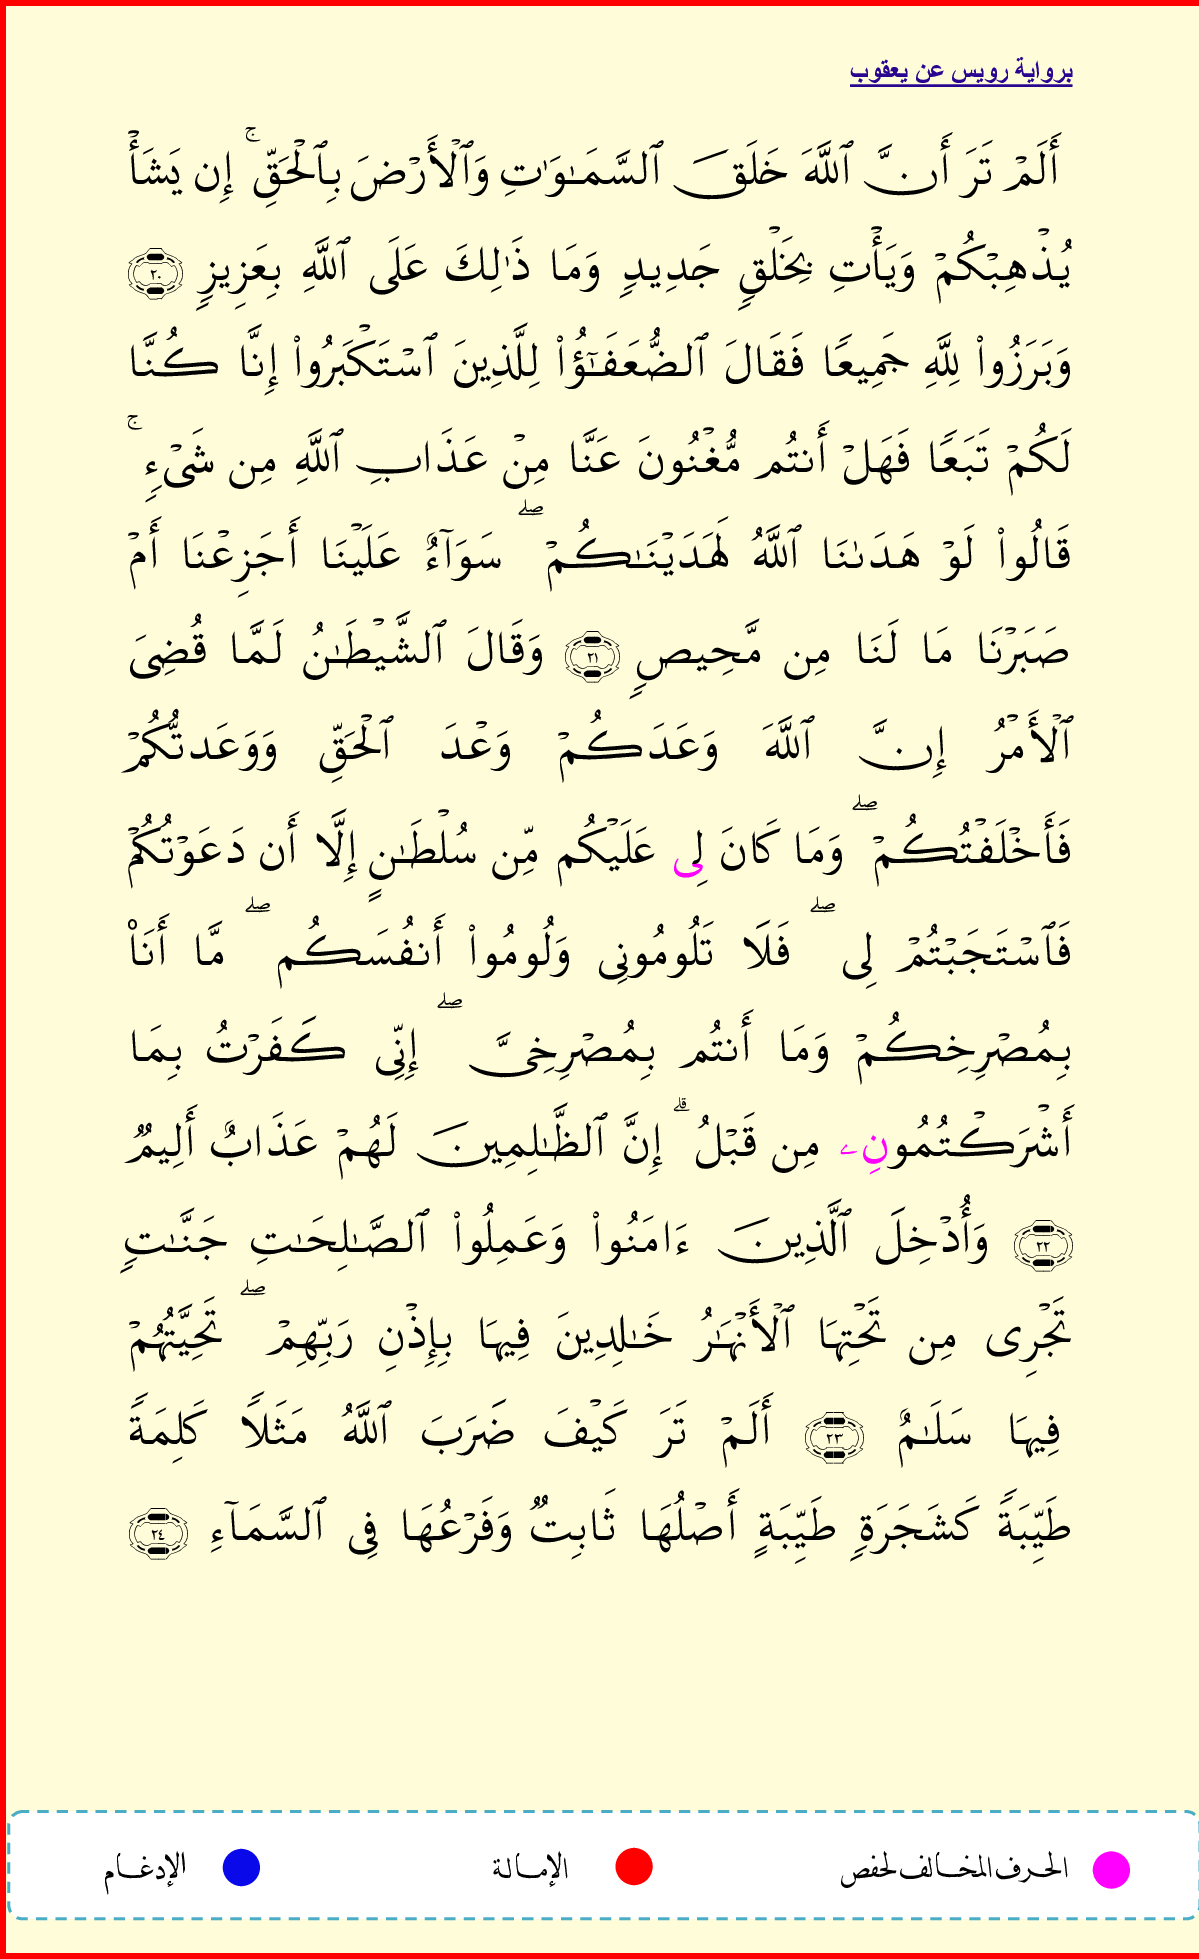 برواية رويس عن يعقوب
أَلَمْ تَرَ أَنَّ ٱللَّهَ خَلَقَ ٱلسَّمَـٰوَٰتِ وَٱلْأَرْضَ بِٱلْحَقِّ ۚ إِن يَشَأْ
يُذْهِبْكُمْ وَيَأْتِ بِخَلْقٍ جَدِيدٍ وَمَا ذَٰلِكَ عَلَى ٱللَّهِ بِعَزِيزٍ ٢٠
وَبَرَزُوا۟ لِلَّهِ جَمِيعًا فَقَالَ ٱلضُّعَفَـٰٓؤُا۟ لِلَّذِينَ ٱسْتَكْبَرُوا۟ إِنَّا كُنَّا
لَكُمْ تَبَعًا فَهَلْ أَنتُم مُّغْنُونَ عَنَّا مِنْ عَذَابِ ٱللَّهِ مِن شَىْءٍ ۚ
قَالُوا۟ لَوْ هَدَىٰنَا ٱللَّهُ لَهَدَيْنَـٰكُمْ ۖ سَوَآءٌ عَلَيْنَا أَجَزِعْنَا أَمْ
صَبَرْنَا مَا لَنَا مِن مَّحِيصٍ ٢١ وَقَالَ ٱلشَّيْطَـٰنُ لَمَّا قُضِىَ
ٱلْأَمْرُ إِنَّ ٱللَّهَ وَعَدَكُمْ وَعْدَ ٱلْحَقِّ وَوَعَدتُّكُمْ
فَأَخْلَفْتُكُمْ ۖ وَمَا كَانَ لِى عَلَيْكُم مِّن سُلْطَـٰنٍ إِلَّا أَن دَعَوْتُكُمْ
فَٱسْتَجَبْتُمْ لِى ۖ فَلَا تَلُومُونِى وَلُومُوا۟ أَنفُسَكُم ۖ مَّا أَنَا۠
بِمُصْرِخِكُمْ وَمَا أَنتُم بِمُصْرِخِىَّ ۖ إِنِّى كَفَرْتُ بِمَا
أَشْرَكْتُمُونِۦ مِن قَبْلُ ۗ إِنَّ ٱلظَّـٰلِمِينَ لَهُمْ عَذَابٌ أَلِيمٌ
٢٢ وَأُدْخِلَ ٱلَّذِينَ ءَامَنُوا۟ وَعَمِلُوا۟ ٱلصَّـٰلِحَـٰتِ جَنَّـٰتٍ
تَجْرِى مِن تَحْتِهَا ٱلْأَنْهَـٰرُ خَـٰلِدِينَ فِيهَا بِإِذْنِ رَبِّهِمْ ۖ تَحِيَّتُهُمْ
فِيهَا سَلَـٰمٌ ٢٣ أَلَمْ تَرَ كَيْفَ ضَرَبَ ٱللَّهُ مَثَلًا كَلِمَةً
طَيِّبَةً كَشَجَرَةٍ طَيِّبَةٍ أَصْلُهَا ثَابِتٌ وَفَرْعُهَا فِى ٱلسَّمَآءِ ٢٤
الحرف المخالف لحفص الإمالة الإدغام